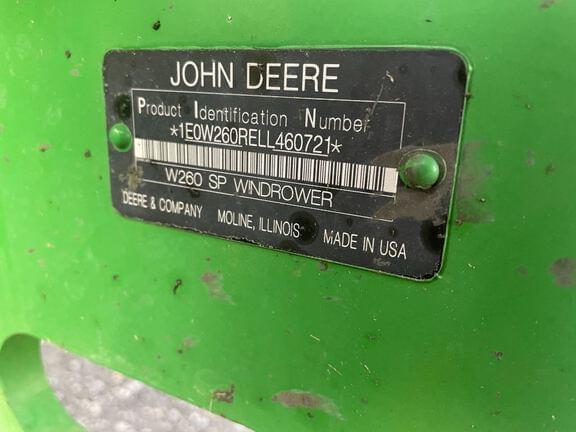 JOHN DEERE
Product Identification Number
*1E0W260RELL460721*
W260 SP WINDROWER
DEERE & COMPANY MOLINE, ILLINOIS MADE IN USA